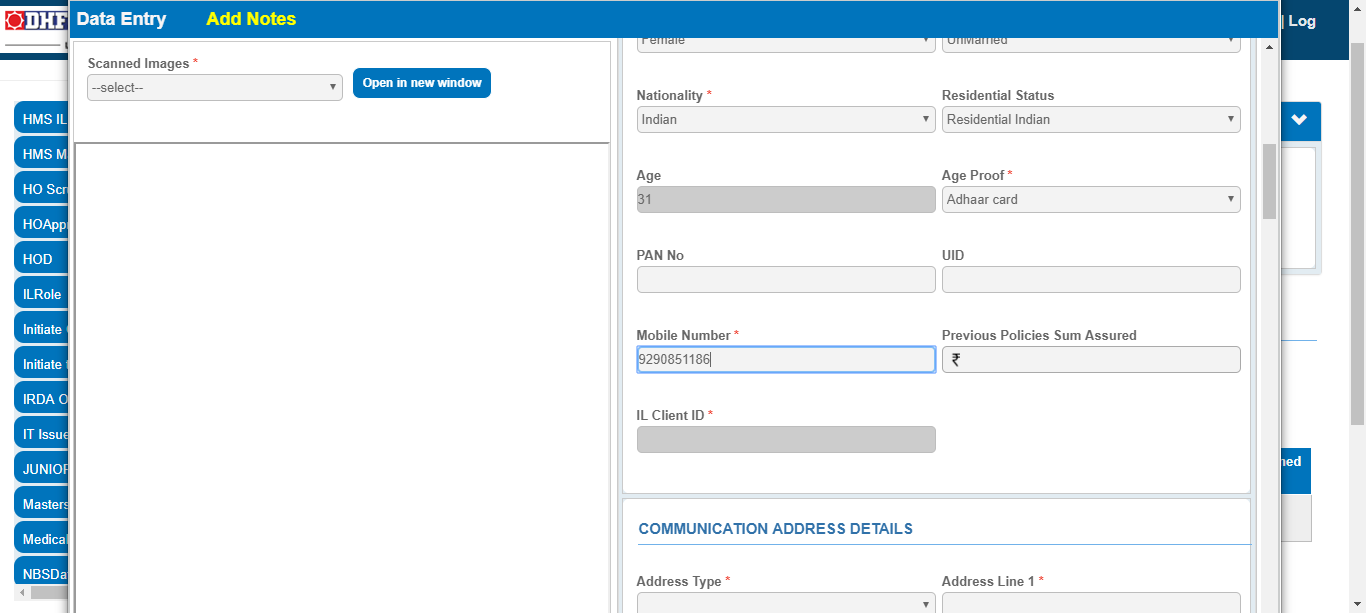 DHF
Data Entry
Add Notes
| Log
Scanned Images *
--select--
Open in new window
Female
UnMarried
Nationality *
Residential Status
Indian
Residential Indian
Age
Age Proof *
31
Adhaar card
PAN No
UID
Mobile Number *
Previous Policies Sum Assured
9290851186
₹
IL Client ID *
COMMUNICATION ADDRESS DETAILS
Address Type *
Address Line 1 *
HMS IL
HMS M
HO Scr
HOAppr
HOD
ILRole
Initiate
Initiate
IRDA O
IT Issue
JUNIOR
Masters
Medical
NBSDa
ned